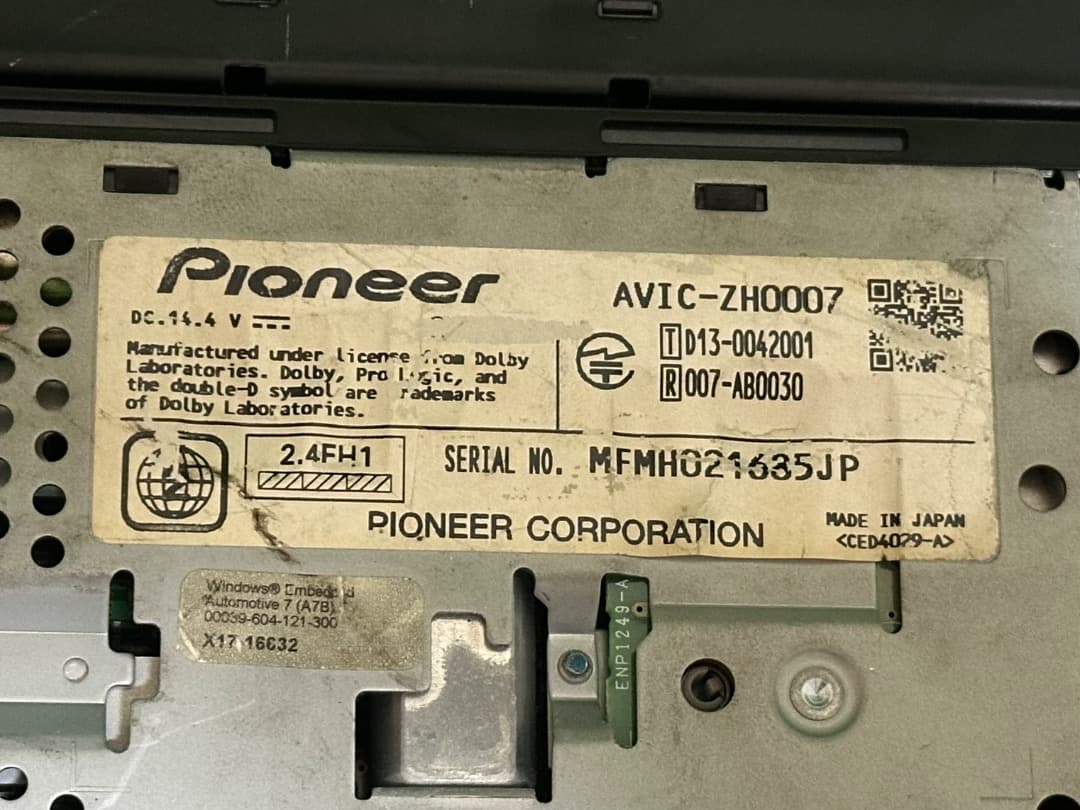 Pioneer
AVIC-ZH0007
DC.14.4 V
T D13-0042001
R 007-AB0030
Manufactured under license from Dolby
Laboratories. Dolby, Pro Logic, and
the double-D symbol are trademarks
of Dolby Laboratories.
2.4FH1
SERIAL NO. MFMH021635JP
PIONEER CORPORATION
MADE IN JAPAN
<CED4029-A>
Windows® Embedded
Automotive 7 (A7B)
00039-604-121-300
X17 16632
ENP1249-A